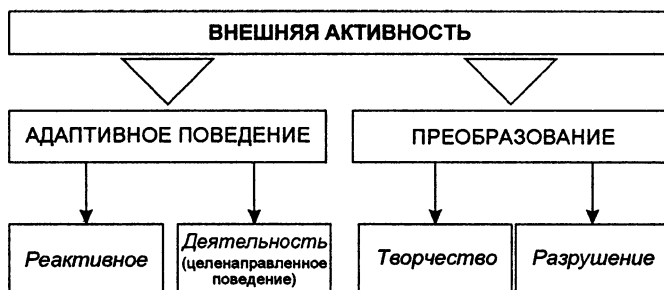 ВНЕШНЯЯ АКТИВНОСТЬ
АДАПТИВНОЕ ПОВЕДЕНИЕ
ПРЕОБРАЗОВАНИЕ
Реактивное
Деятельность
(целенаправленное
поведение)
Творчество
Разрушение